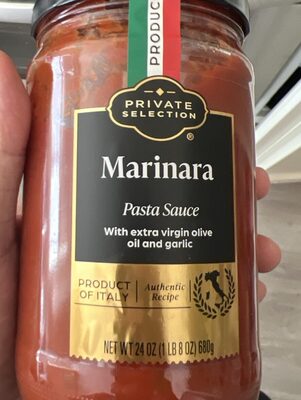 PRODUC
PRIVATE
SELECTION
®
Marinara
Pasta Sauce
With extra virgin olive
oil and garlic
PRODUCT
OF ITALY
Authentic
Recipe
NET WT 24 OZ (1 LB 8 OZ) 680g